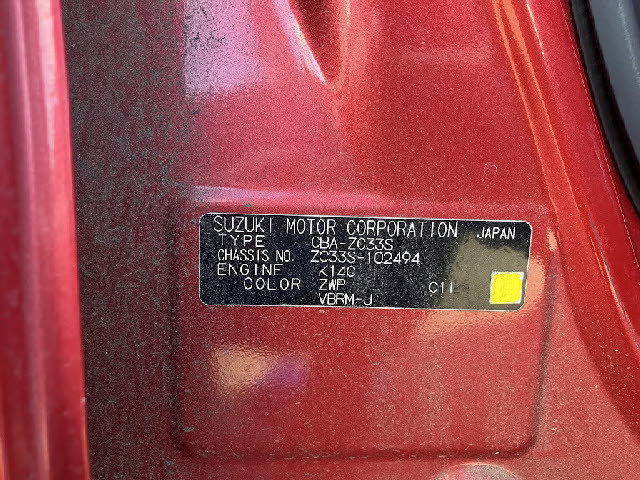 SUZUKI MOTOR CORPORATION JAPAN
TYPE CBA-ZC33S
CHASSIS NO. ZC33S-102494
ENGINE K14C
COLOR ZWP C11
VBRM-J